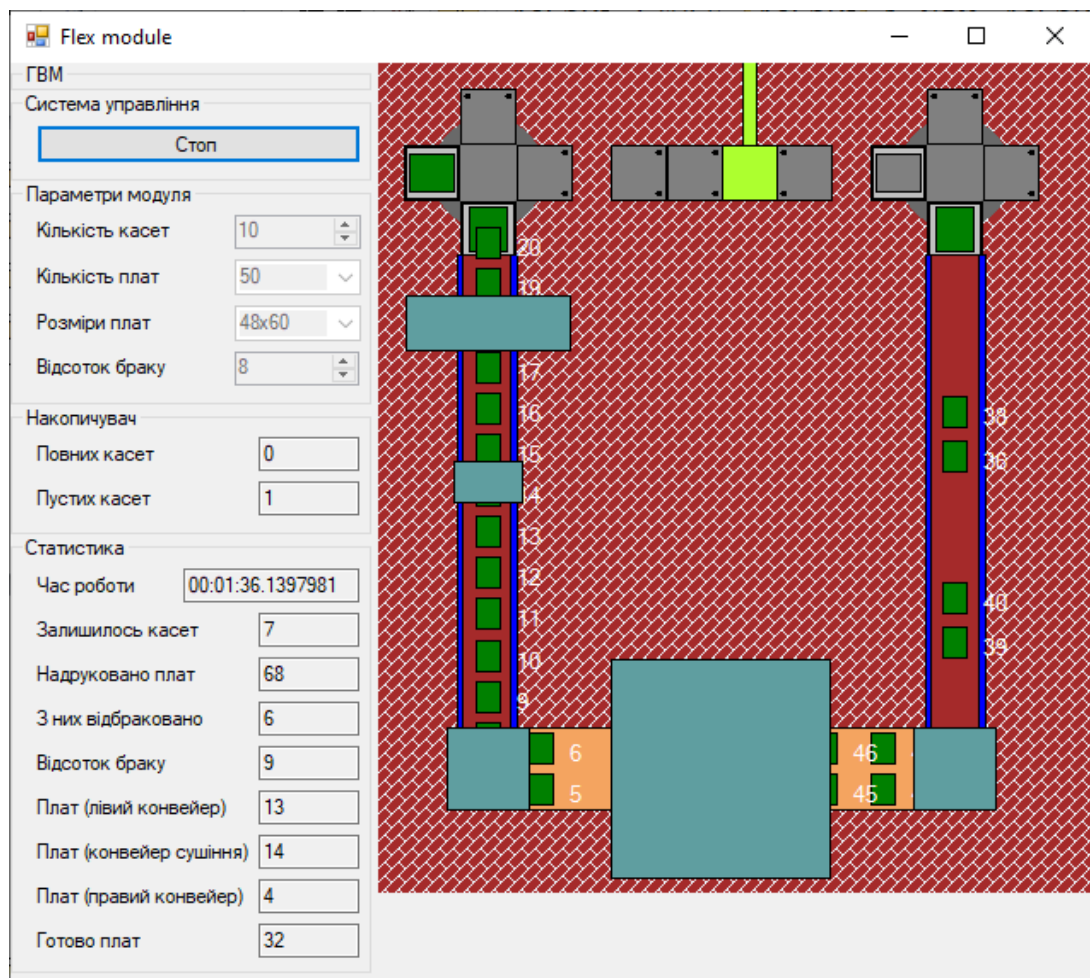 Flex module
ГВМ
Система управління
Стоп
Параметри модуля
Кількість касет 10
Кількість плат 50
Розміри плат 48x60
Відсоток браку 8
Накопичувач
Повних касет 0
Пустих касет 1
Статистика
Час роботи 00:01:36.1397981
Залишилось касет 7
Надруковано плат 68
З них відбраковано 6
Відсоток браку 9
Плат (лівий конвейер) 13
Плат (конвейер сушіння) 14
Плат (правий конвейер) 4
Готово плат 32
20
19
17
16
15
14
13
12
11
10
9
6
5
46
45
38
36
40
39